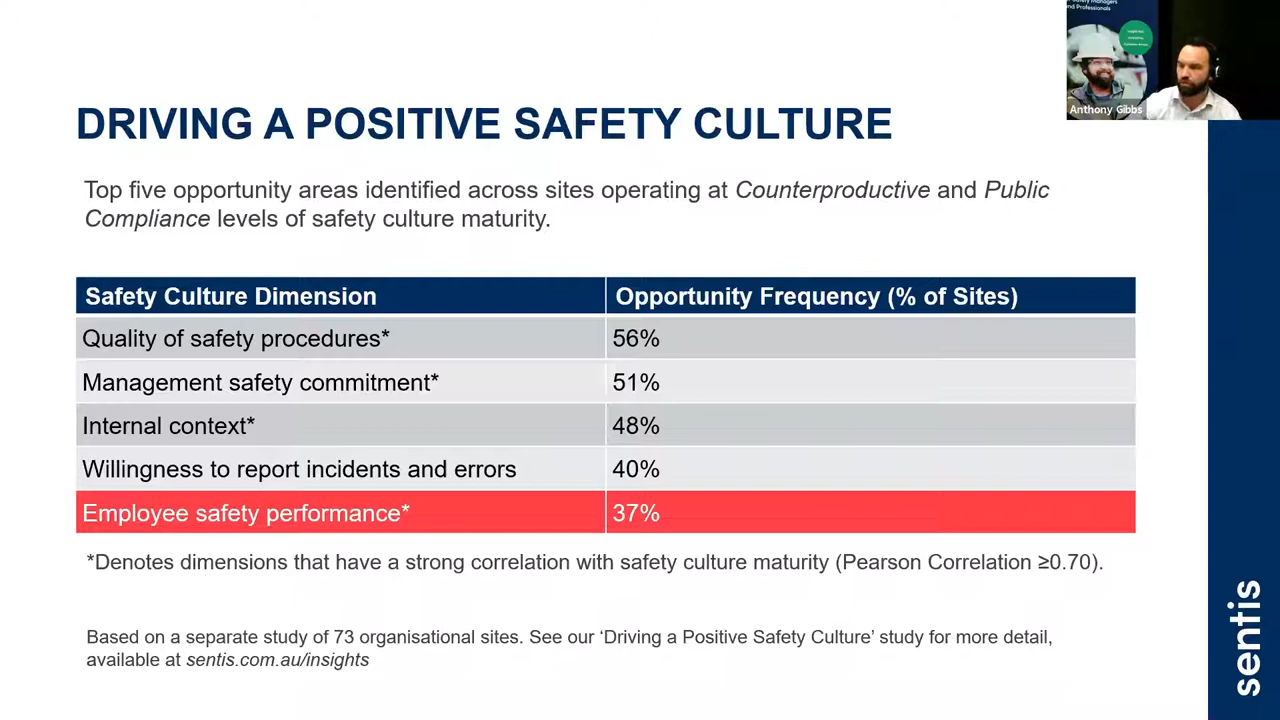 Safety Managers
and Professionals
Anthony Gibbs
DRIVING A POSITIVE SAFETY CULTURE
Top five opportunity areas identified across sites operating at Counterproductive and Public
Compliance levels of safety culture maturity.
Safety Culture Dimension Opportunity Frequency (% of Sites)
Quality of safety procedures* 56%
Management safety commitment* 51%
Internal context* 48%
Willingness to report incidents and errors 40%
Employee safety performance* 37%
*Denotes dimensions that have a strong correlation with safety culture maturity (Pearson Correlation ≥0.70).
Based on a separate study of 73 organisational sites. See our ‘Driving a Positive Safety Culture’ study for more detail,
available at sentis.com.au/insights
sentis